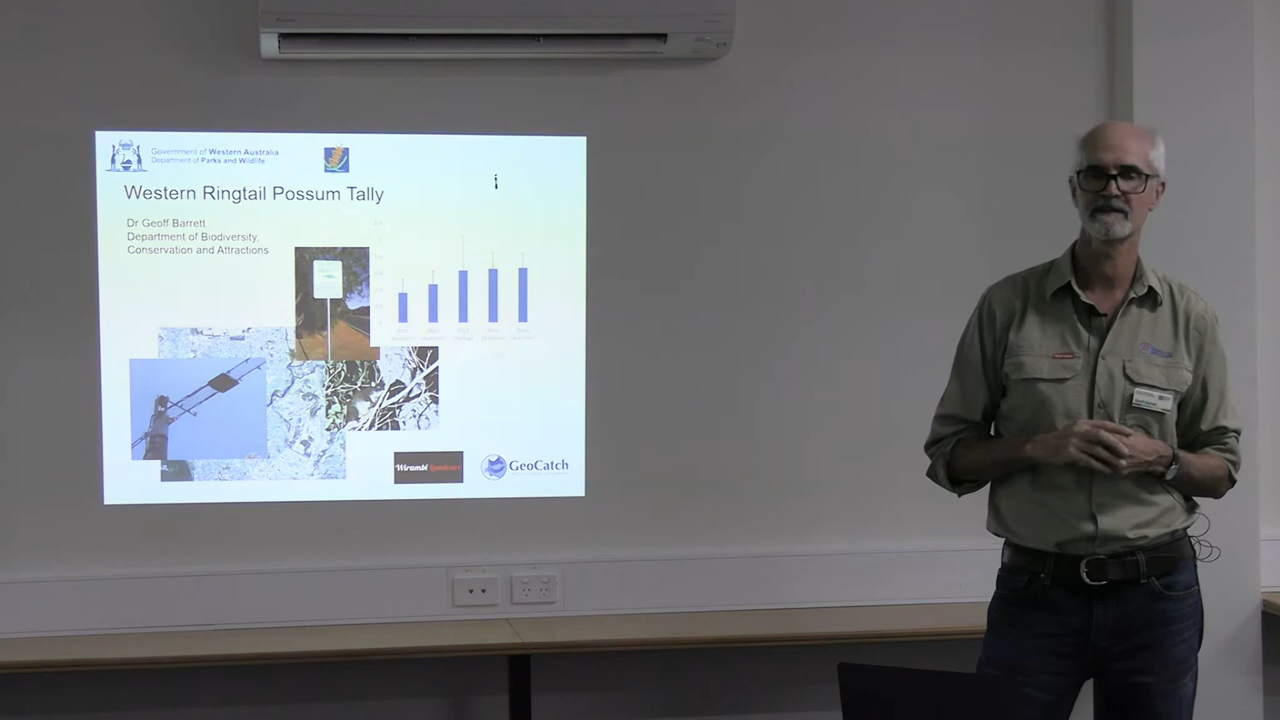 Government of Western Australia
Department of Parks and Wildlife
Western Ringtail Possum Tally
Dr Geoff Barrett
Department of Biodiversity,
Conservation and Attractions
Wirambi
GeoCatch